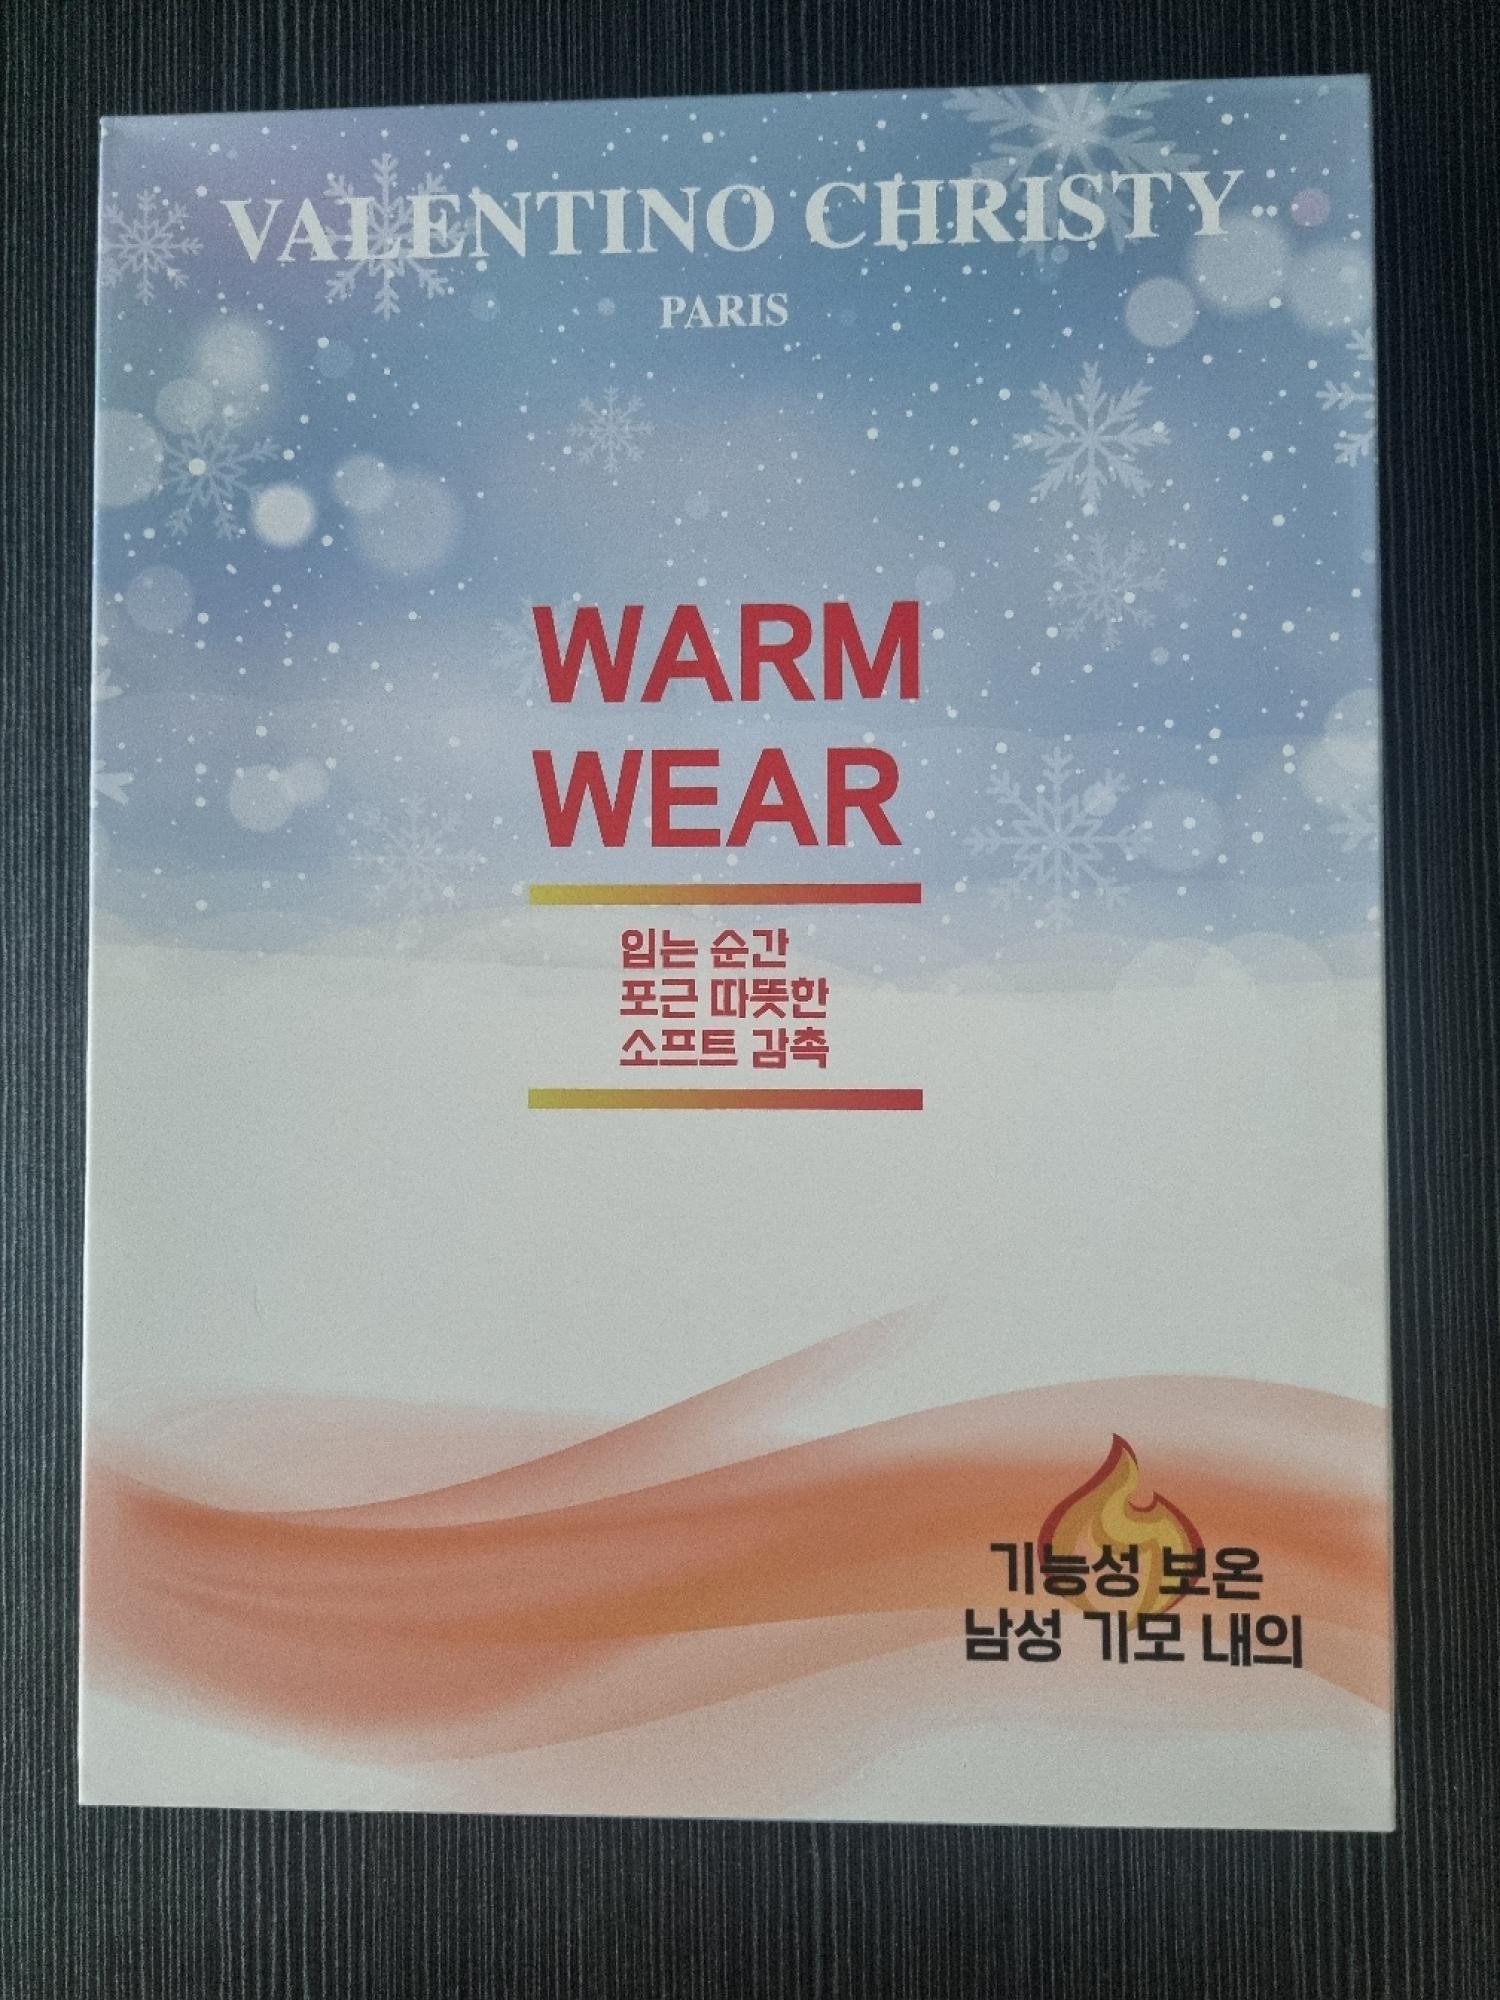 VALENTINO CHRISTY
PARIS
WARM
WEAR
입는 순간
포근 따뜻한
소프트 감촉
기능성 보온
남성 기모 내의